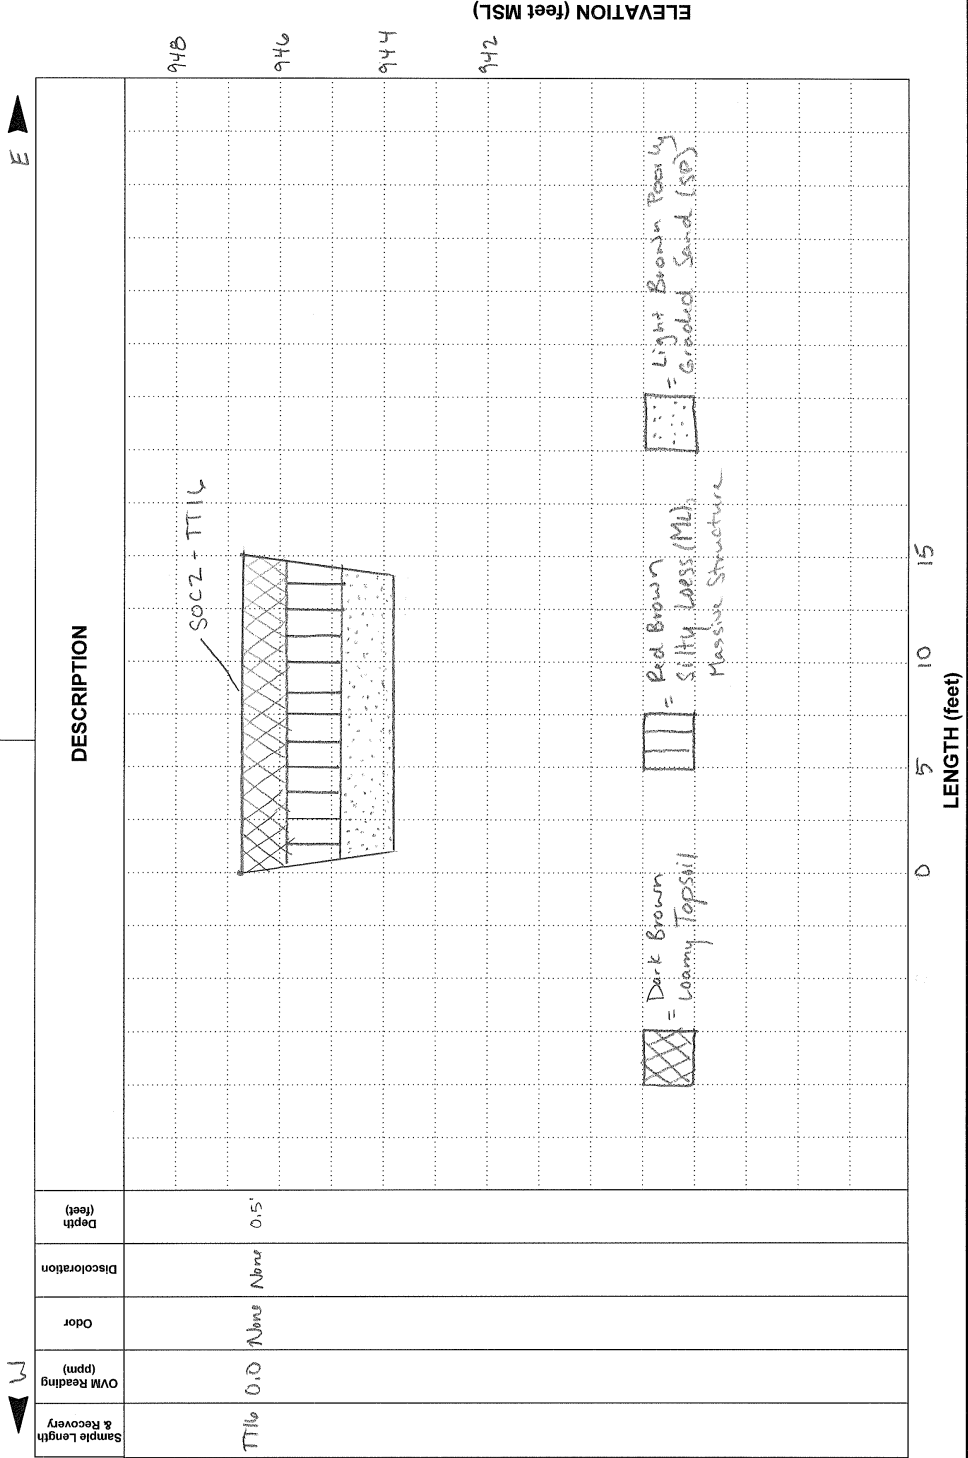 W
E
Sample Length
& Recovery
OVM Reading
(ppm)
Odor
Discoloration
Depth
(feet)
DESCRIPTION
ELEVATION (feet MSL)
948
946
944
942
TT16
0.0
None
None
0.5'
SOC2 - TT16
= Dark Brown
Loamy Topsoil
= Red Brown
Silty Loess (ML),
Massive Structure
= Light Brown Poorly
Graded Sand (SP)
0
5
10
15
LENGTH (feet)